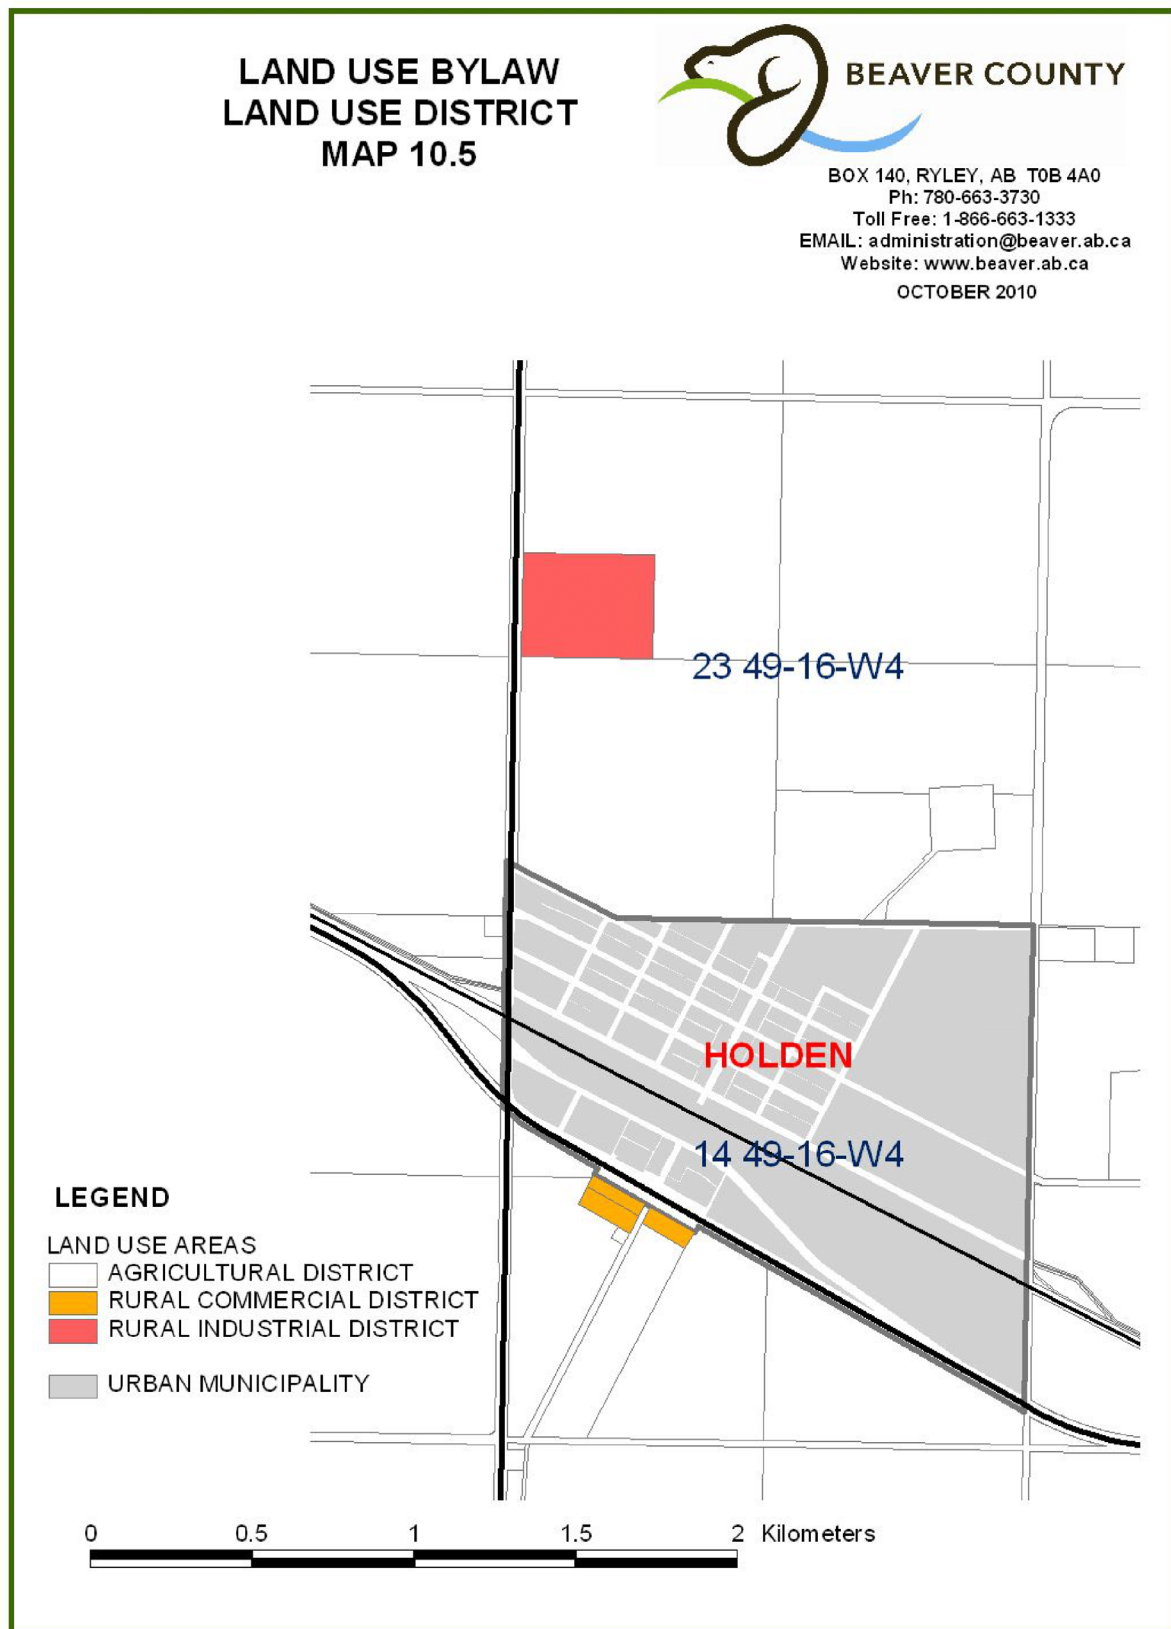 LAND USE BYLAW
LAND USE DISTRICT
MAP 10.5
BEAVER COUNTY
BOX 140, RYLEY, AB T0B 4A0
Ph: 780-663-3730
Toll Free: 1-866-663-1333
EMAIL: administration@beaver.ab.ca
Website: www.beaver.ab.ca
OCTOBER 2010
23 49-16-W4
HOLDEN
14 49-16-W4
LEGEND
LAND USE AREAS
AGRICULTURAL DISTRICT
RURAL COMMERCIAL DISTRICT
RURAL INDUSTRIAL DISTRICT
URBAN MUNICIPALITY
0 0.5 1 1.5 2 Kilometers